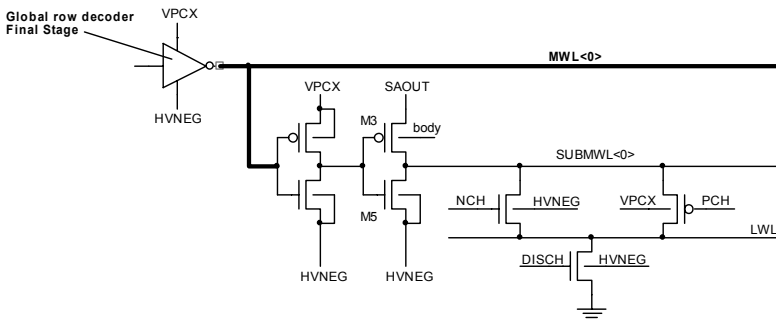 Global row decoder
Final Stage
VPCX
MWL<0>
HVNEG
VPCX
SAOUT
M3
body
SUBMWL<0>
NCH
HVNEG
VPCX
PCH
M5
LWL
DISCH
HVNEG
HVNEG
HVNEG